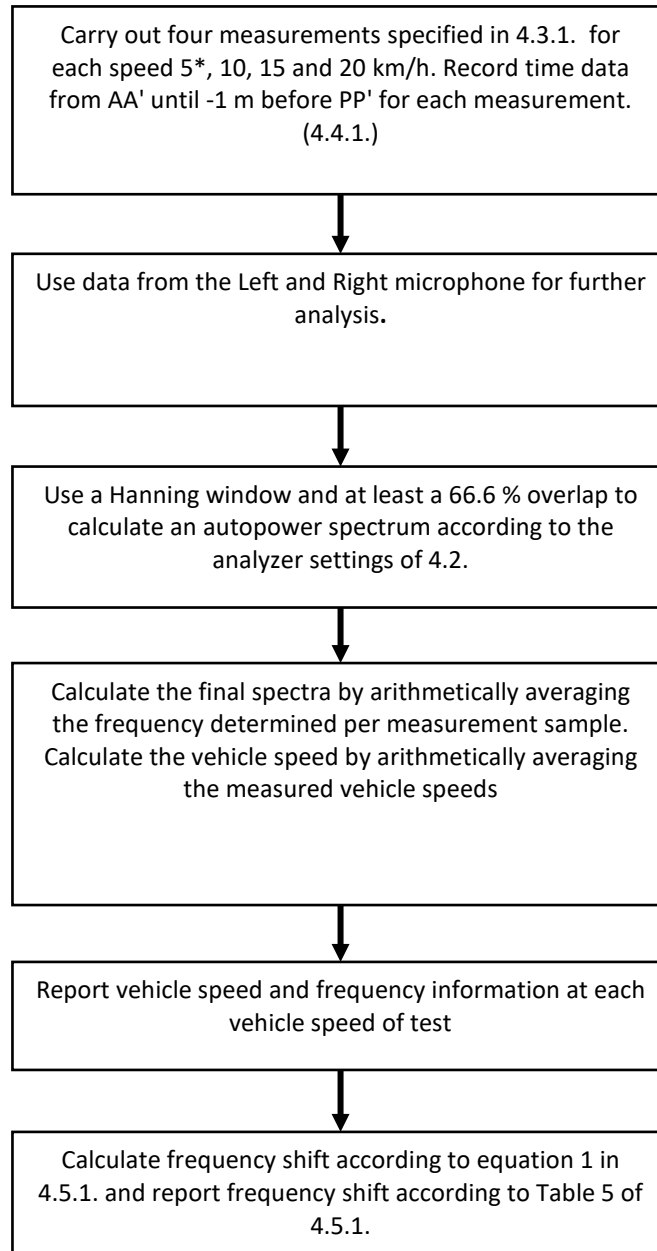 Carry out four measurements specified in 4.3.1.  for
each speed 5*, 10, 15 and 20 km/h. Record time data
from AA' until -1 m before PP' for each measurement.
(4.4.1.)
Use data from the Left and Right microphone for further
analysis.
Use a Hanning window and at least a 66.6 % overlap to
calculate an autopower spectrum according to the
analyzer settings of 4.2.
Calculate the final spectra by arithmetically averaging
the frequency determined per measurement sample.
Calculate the vehicle speed by arithmetically averaging
the measured vehicle speeds
Report vehicle speed and frequency information at each
vehicle speed of test
Calculate frequency shift according to equation 1 in
4.5.1. and report frequency shift according to Table 5 of
4.5.1.